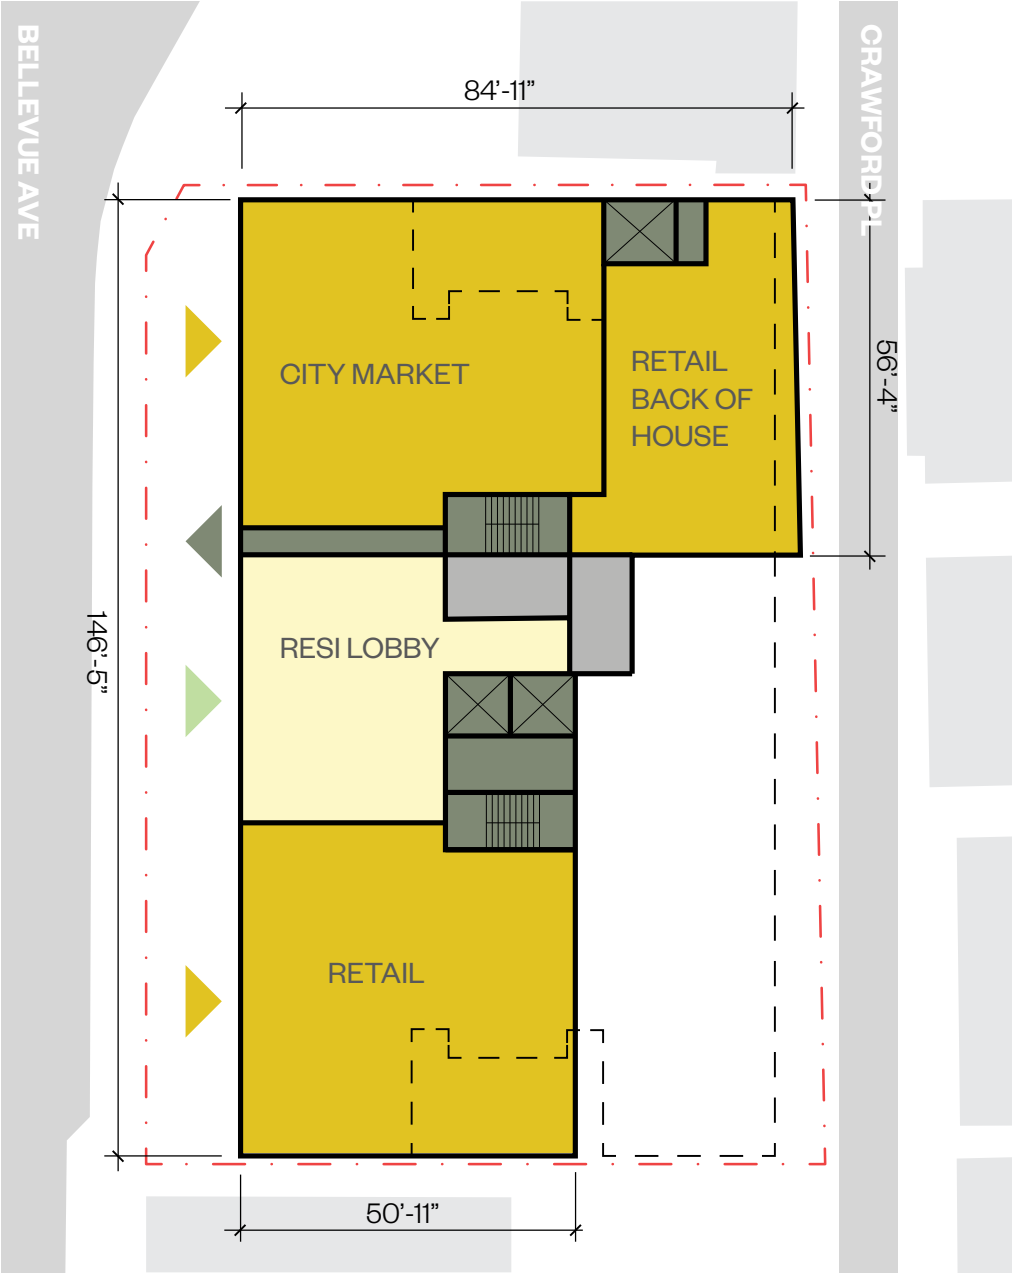 BELLEVUE AVE
CRAWFORD PL
84'-11”
56'-4”
CITY MARKET
RETAIL
BACK OF
HOUSE
146'-5”
RESI LOBBY
RETAIL
50'-11”